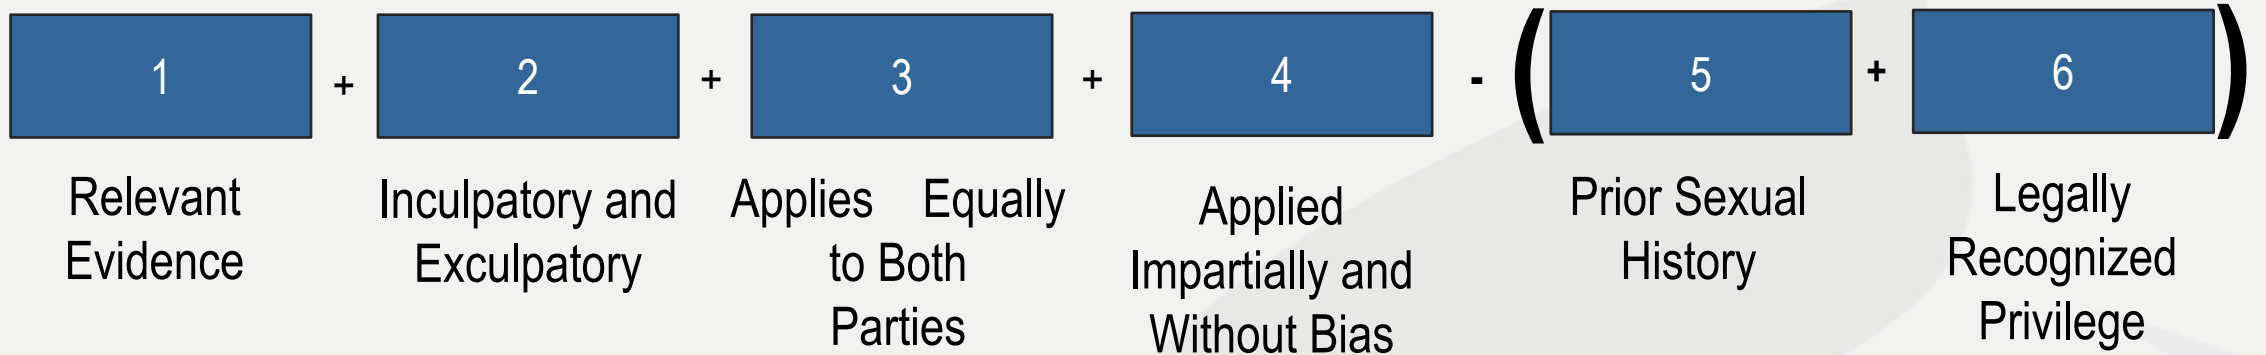 1 + 2 + 3 + 4 - ( 5 + 6 )
Relevant
Evidence
Inculpatory and
Exculpatory
Applies Equally
to Both
Parties
Applied
Impartially and
Without Bias
Prior Sexual
History
Legally
Recognized
Privilege